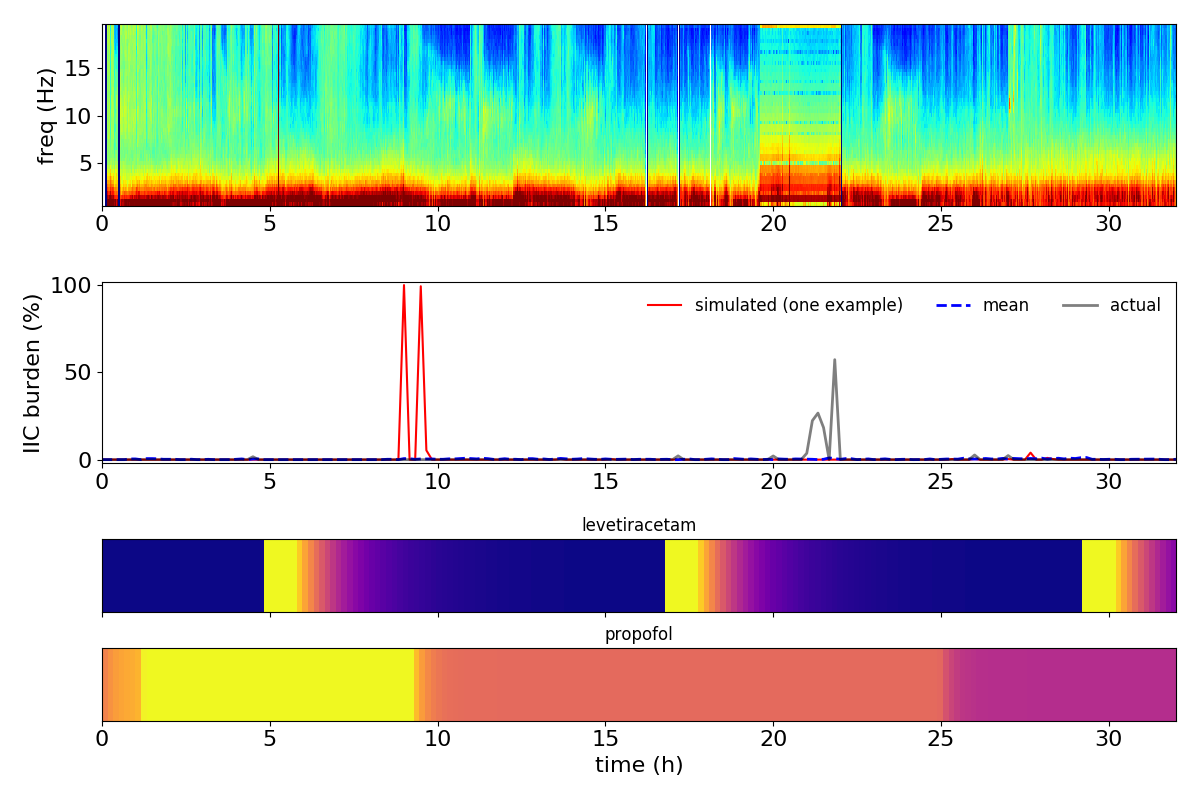 freq (Hz)
15
10
5
0 5 10 15 20 25 30
IIC burden (%)
100
50
0
simulated (one example) mean actual
0 5 10 15 20 25 30
levetiracetam
propofol
0 5 10 15 20 25 30
time (h)